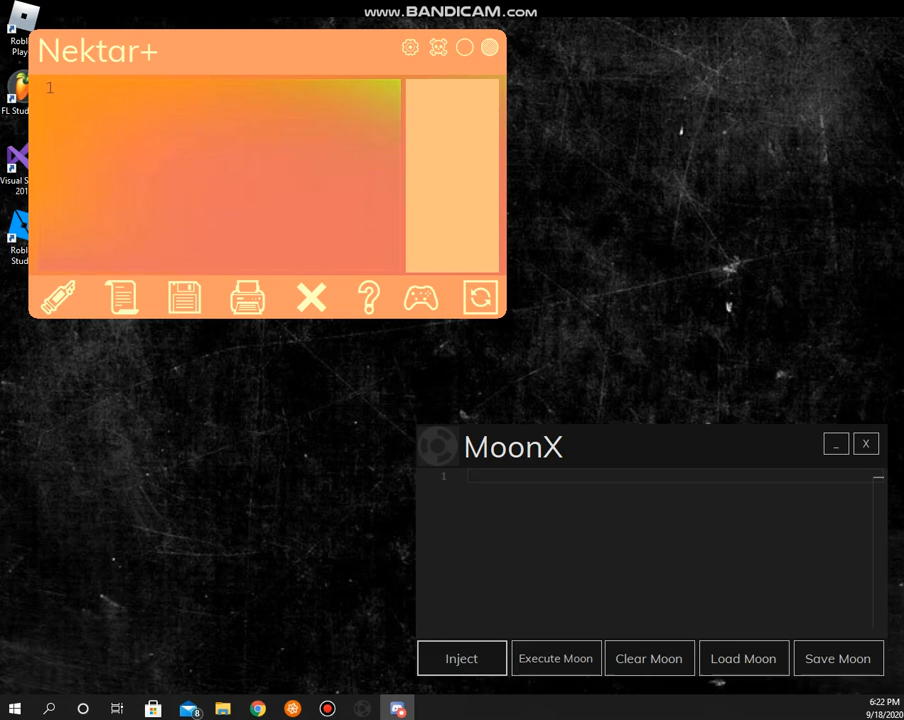 www.BANDICAM.com
Robl
Play
Nektar+
1
FL Stud
Visual S
201
Robl
Stud
MoonX
_
X
1
Inject
Execute Moon
Clear Moon
Load Moon
Save Moon
8
6:22 PM
9/18/2020